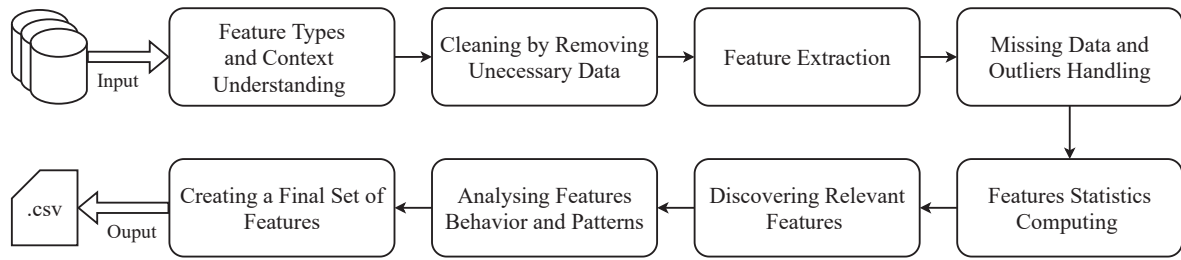 Input
Feature Types
and Context
Understanding
Cleaning by Removing
Unecessary Data
Feature Extraction
Missing Data and
Outliers Handling
Features Statistics
Computing
Discovering Relevant
Features
Analysing Features
Behavior and Patterns
Creating a Final Set of
Features
Ouput
.csv